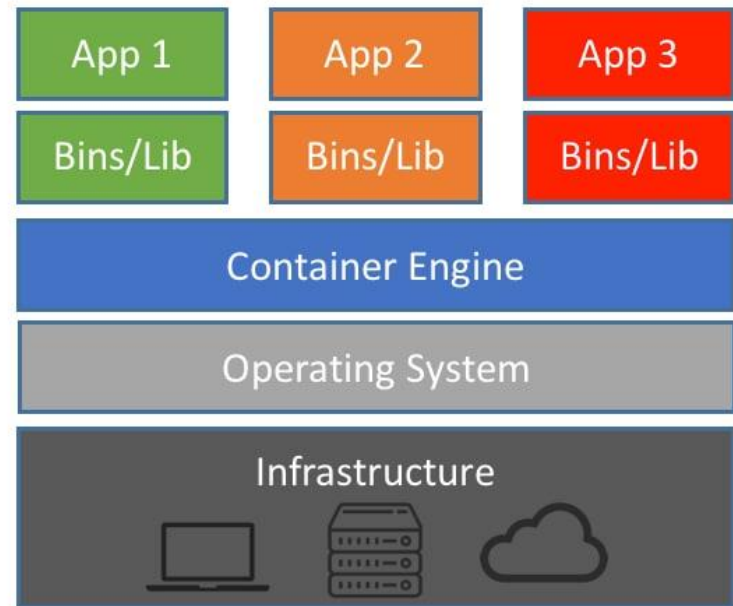 App 1
App 2
App 3
Bins/Lib
Bins/Lib
Bins/Lib
Container Engine
Operating System
Infrastructure